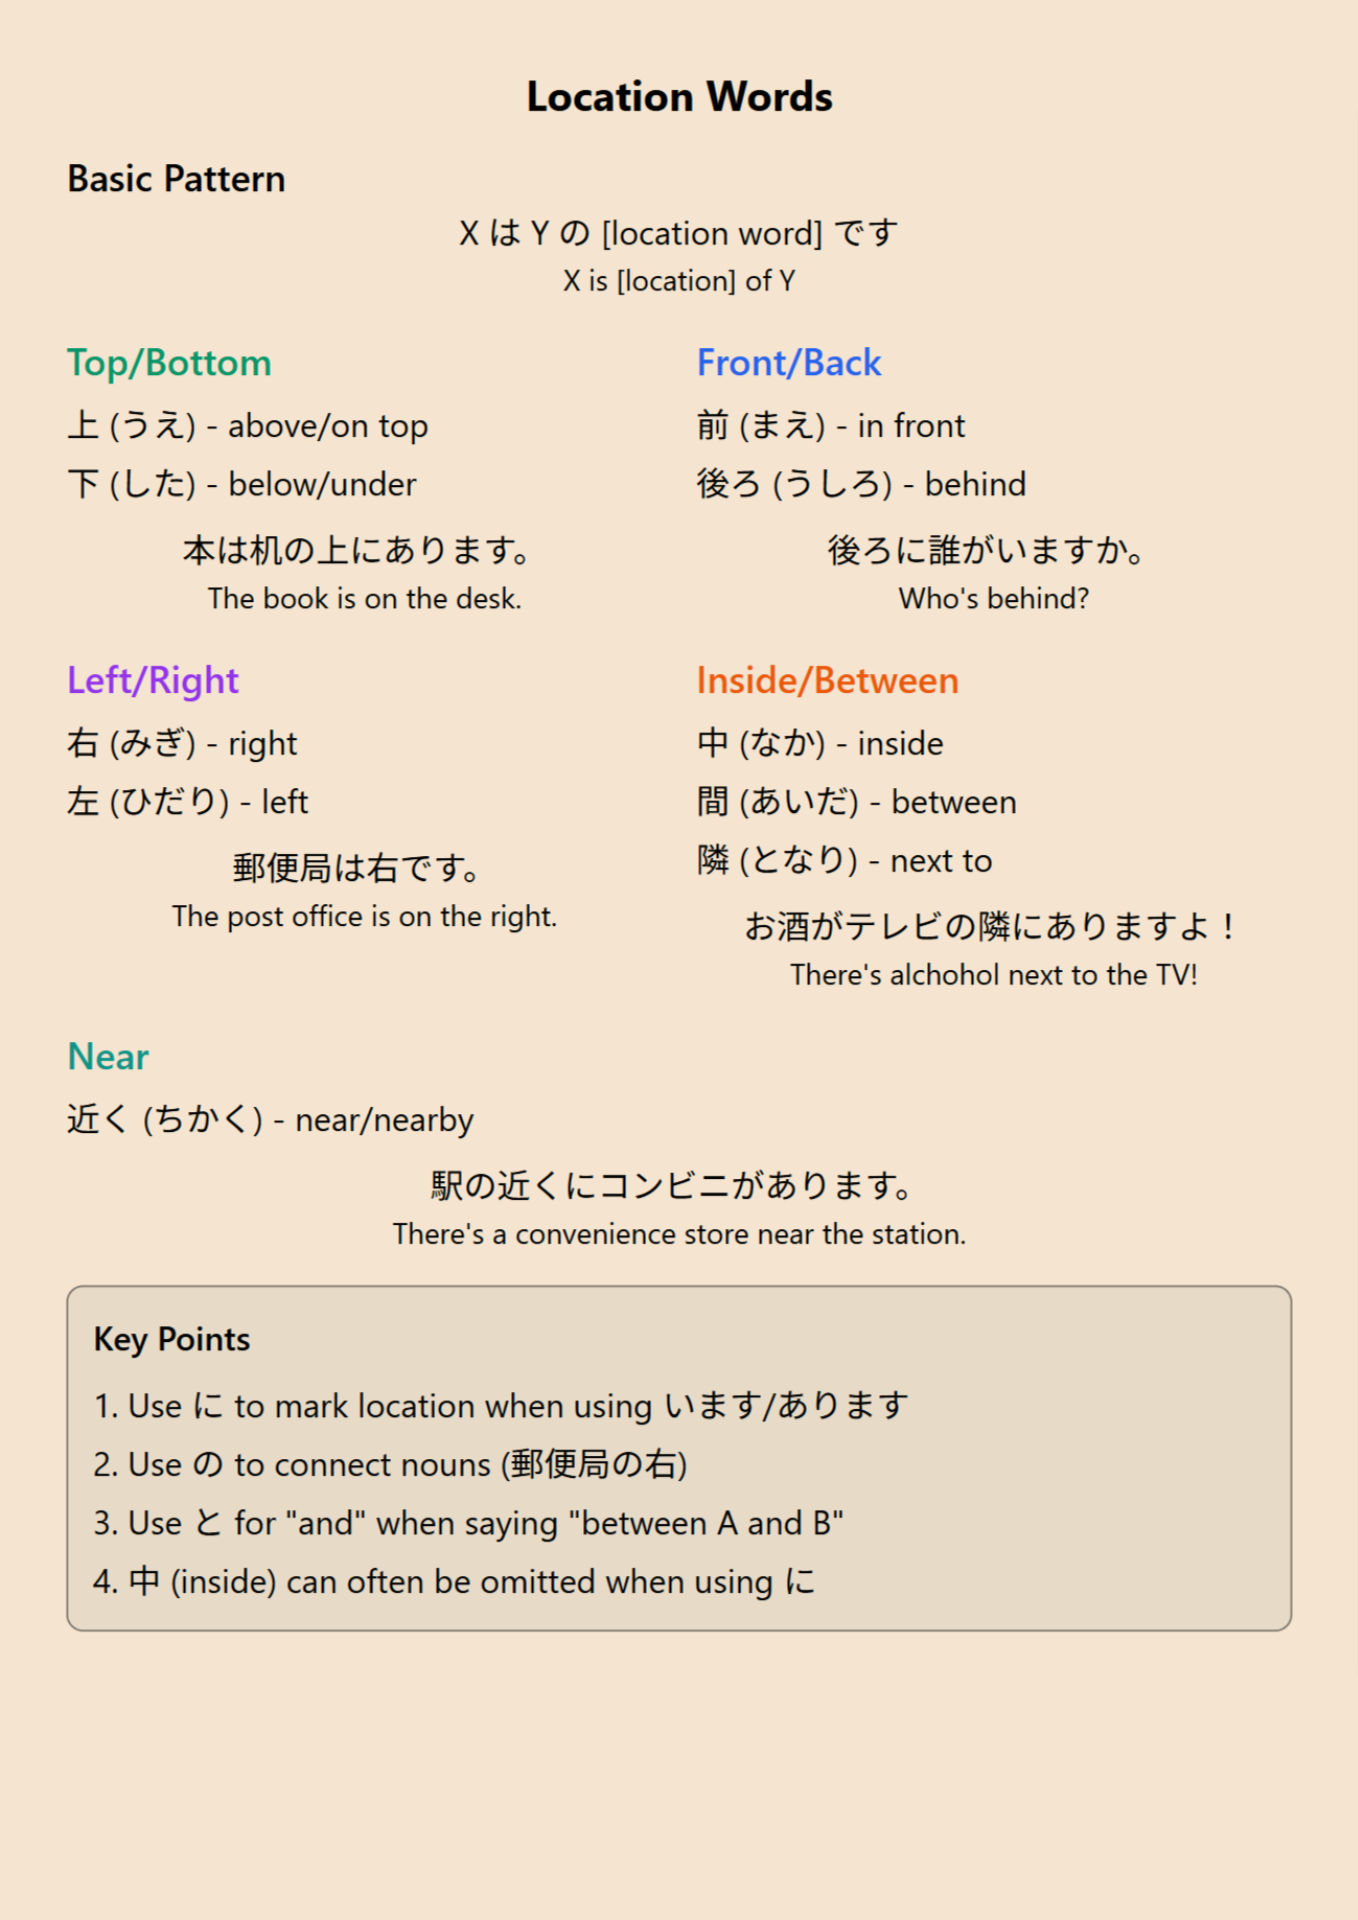 Location Words
Basic Pattern
X は Y の [location word] です
X is [location] of Y
Top/Bottom
上 (うえ) - above/on top
下 (した) - below/under
本は机の上にあります。
The book is on the desk.
Front/Back
前 (まえ) - in front
後ろ (うしろ) - behind
後ろに誰がいますか。
Who's behind?
Left/Right
右 (みぎ) - right
左 (ひだり) - left
郵便局は右です。
The post office is on the right.
Inside/Between
中 (なか) - inside
間 (あいだ) - between
隣 (となり) - next to
お酒がテレビの隣にありますよ！
There's alchohol next to the TV!
Near
近く (ちかく) - near/nearby
駅の近くにコンビニがあります。
There's a convenience store near the station.
Key Points
1. Use に to mark location when using います/あります
2. Use の to connect nouns (郵便局の右)
3. Use と for "and" when saying "between A and B"
4. 中 (inside) can often be omitted when using に